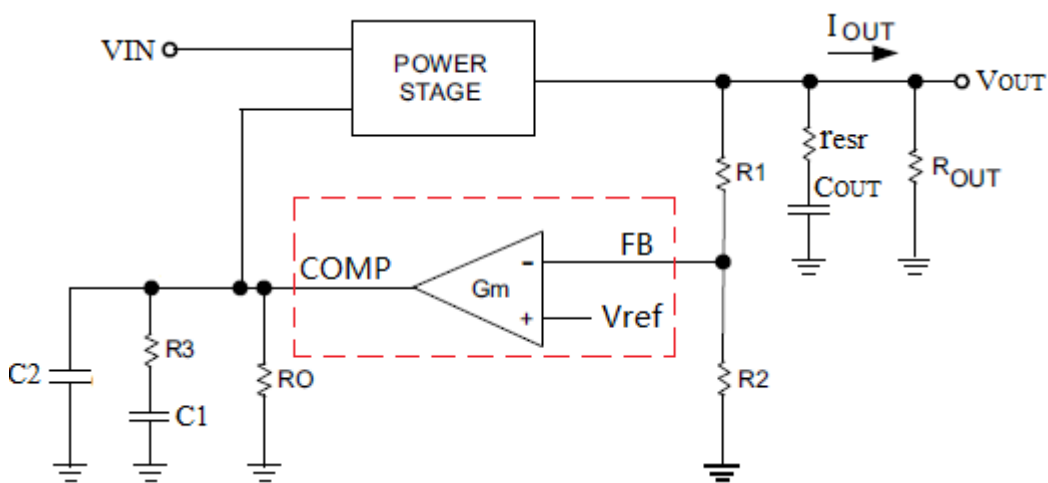 IOUT
VIN
POWER
STAGE
VOUT
resr
R1
COUT
ROUT
FB
COMP
-
Gm
+
Vref
R3
C2
RO
R2
C1